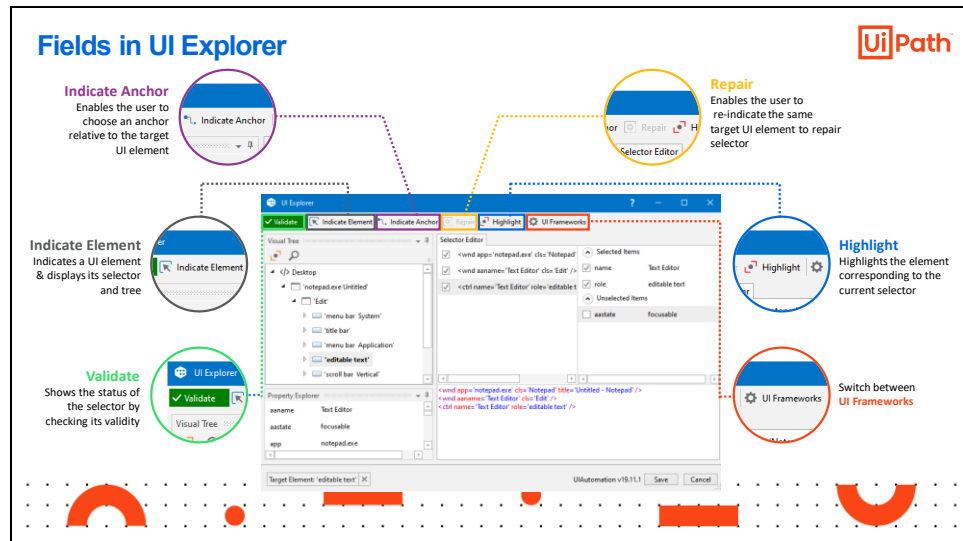 Fields in UI Explorer
UiPath
Indicate Anchor
Enables the user to
choose an anchor
relative to the target
UI element
Indicate Anchor
Repair
Enables the user to
re-indicate the same
target UI element to repair
selector
Repair
H
Selector Editor
Indicate Element
Indicates a UI element
& displays its selector
and tree
Indicate Element
Highlight
Highlights the element
corresponding to the
current selector
Highlight
Validate
Shows the status of
the selector by
checking its validity
UI Explorer
Validate
Visual Tree
Switch between
UI Frameworks
UI Frameworks
UI Explorer
Validate Indicate Element Indicate Anchor Repair Highlight UI Frameworks
Visual Tree
Desktop
'notepad.exe Untitled'
'Edit'
'menu bar System'
'title bar'
'menu bar Application'
'editable text'
'scroll bar Vertical'
Selector Editor
<wnd app='notepad.exe' cls='Notepad'
<wnd aaname='Text Editor' cls='Edit' />
<ctrl name='Text Editor' role='editable t
Selected Items
name Text Editor
role editable text
Unselected Items
aastate focusable
Property Explorer
aaname Text Editor
aastate focusable
app notepad.exe
<wnd app='notepad.exe' cls='Notepad' title='Untitled - Notepad' />
<wnd aaname='Text Editor' cls='Edit' />
<ctrl name='Text Editor' role='editable text' />
Target Element: 'editable text'
UIAutomation v19.11.1 Save Cancel